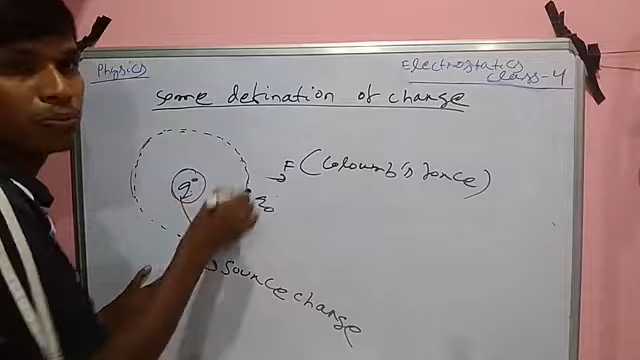 Physics
Electrostatics
Class-4
Some defination of charge
F (Coloumb's force)
q
q₀
Source charge